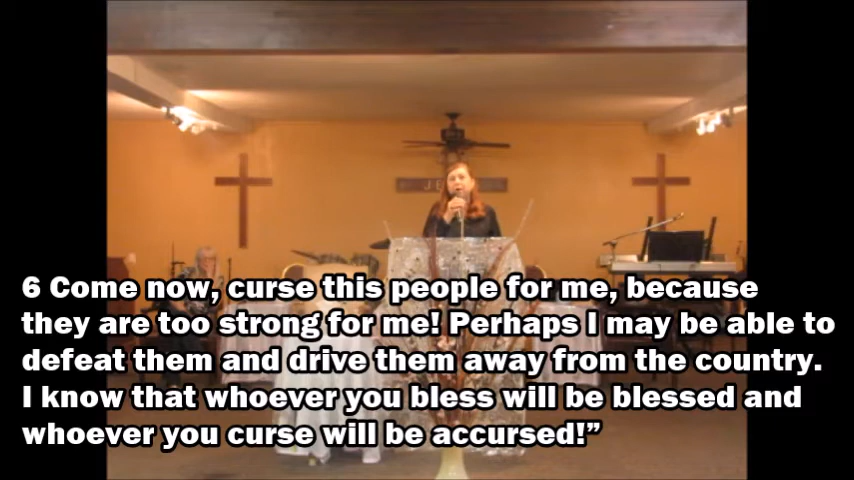 6 Come now, curse this people for me, because
they are too strong for me! Perhaps I may be able to
defeat them and drive them away from the country.
I know that whoever you bless will be blessed and
whoever you curse will be accursed!”